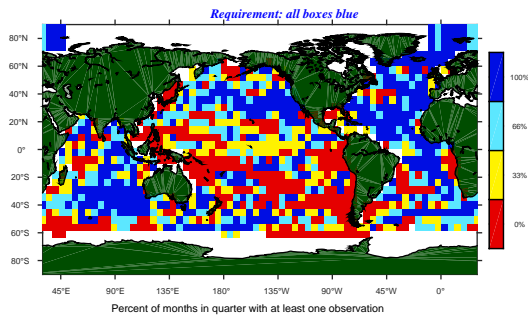 Requirement: all boxes blue
80°N
60°N
40°N
20°N
0°
20°S
40°S
60°S
80°S
45°E
90°E
135°E
180°
135°W
90°W
45°W
0°
100%
66%
33%
0%
Percent of months in quarter with at least one observation